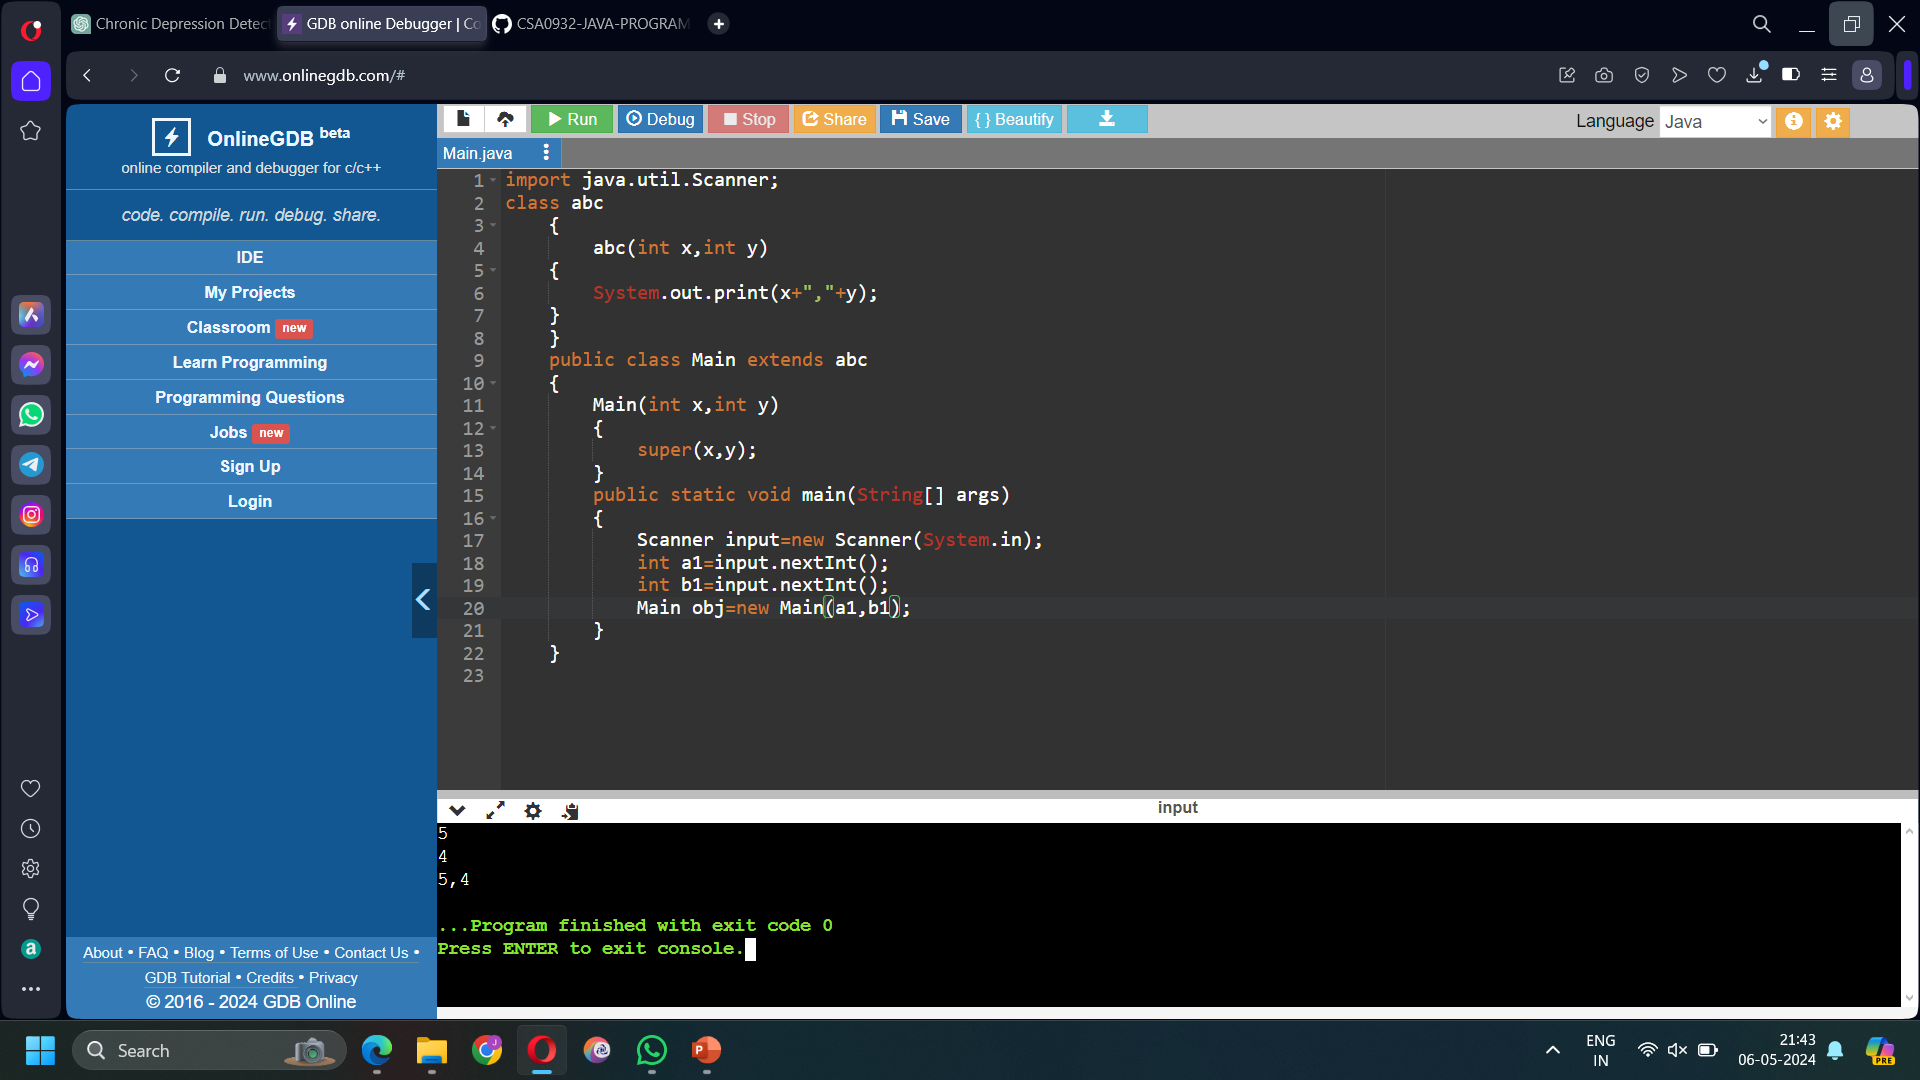 Chronic Depression Detec
GDB online Debugger | Co
CSA0932-JAVA-PROGRAM
www.onlinegdb.com/#
OnlineGDB beta
online compiler and debugger for c/c++
code. compile. run. debug. share.
IDE
My Projects
Classroom new
Learn Programming
Programming Questions
Jobs new
Sign Up
Login
About • FAQ • Blog • Terms of Use • Contact Us •
GDB Tutorial • Credits • Privacy
© 2016 - 2024 GDB Online
Run Debug Stop Share Save { } Beautify
Language Java
Main.java
1 import java.util.Scanner;
2 class abc
3 {
4 abc(int x,int y)
5 {
6 System.out.print(x+","+y);
7 }
8 }
9 public class Main extends abc
10 {
11 Main(int x,int y)
12 {
13 super(x,y);
14 }
15 public static void main(String[] args)
16 {
17 Scanner input=new Scanner(System.in);
18 int a1=input.nextInt();
19 int b1=input.nextInt();
20 Main obj=new Main(a1,b1);
21 }
22 }
23
input
5
4
5,4
...Program finished with exit code 0
Press ENTER to exit console.
Search
ENG
IN
21:43
06-05-2024
PRE